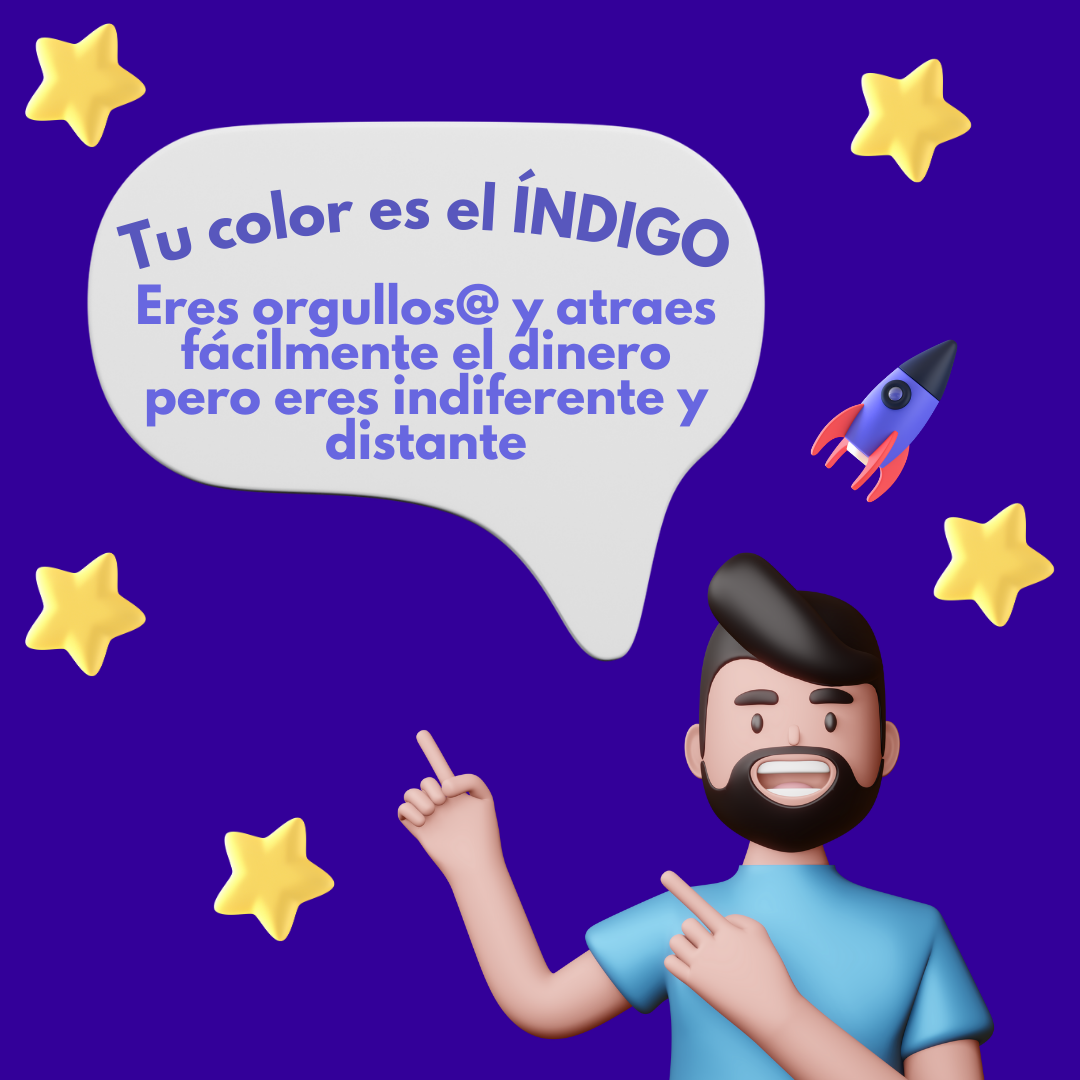 Tu color es el ÍNDIGO
Eres orgullos@ y atraes
fácilmente el dinero
pero eres indiferente y
distante